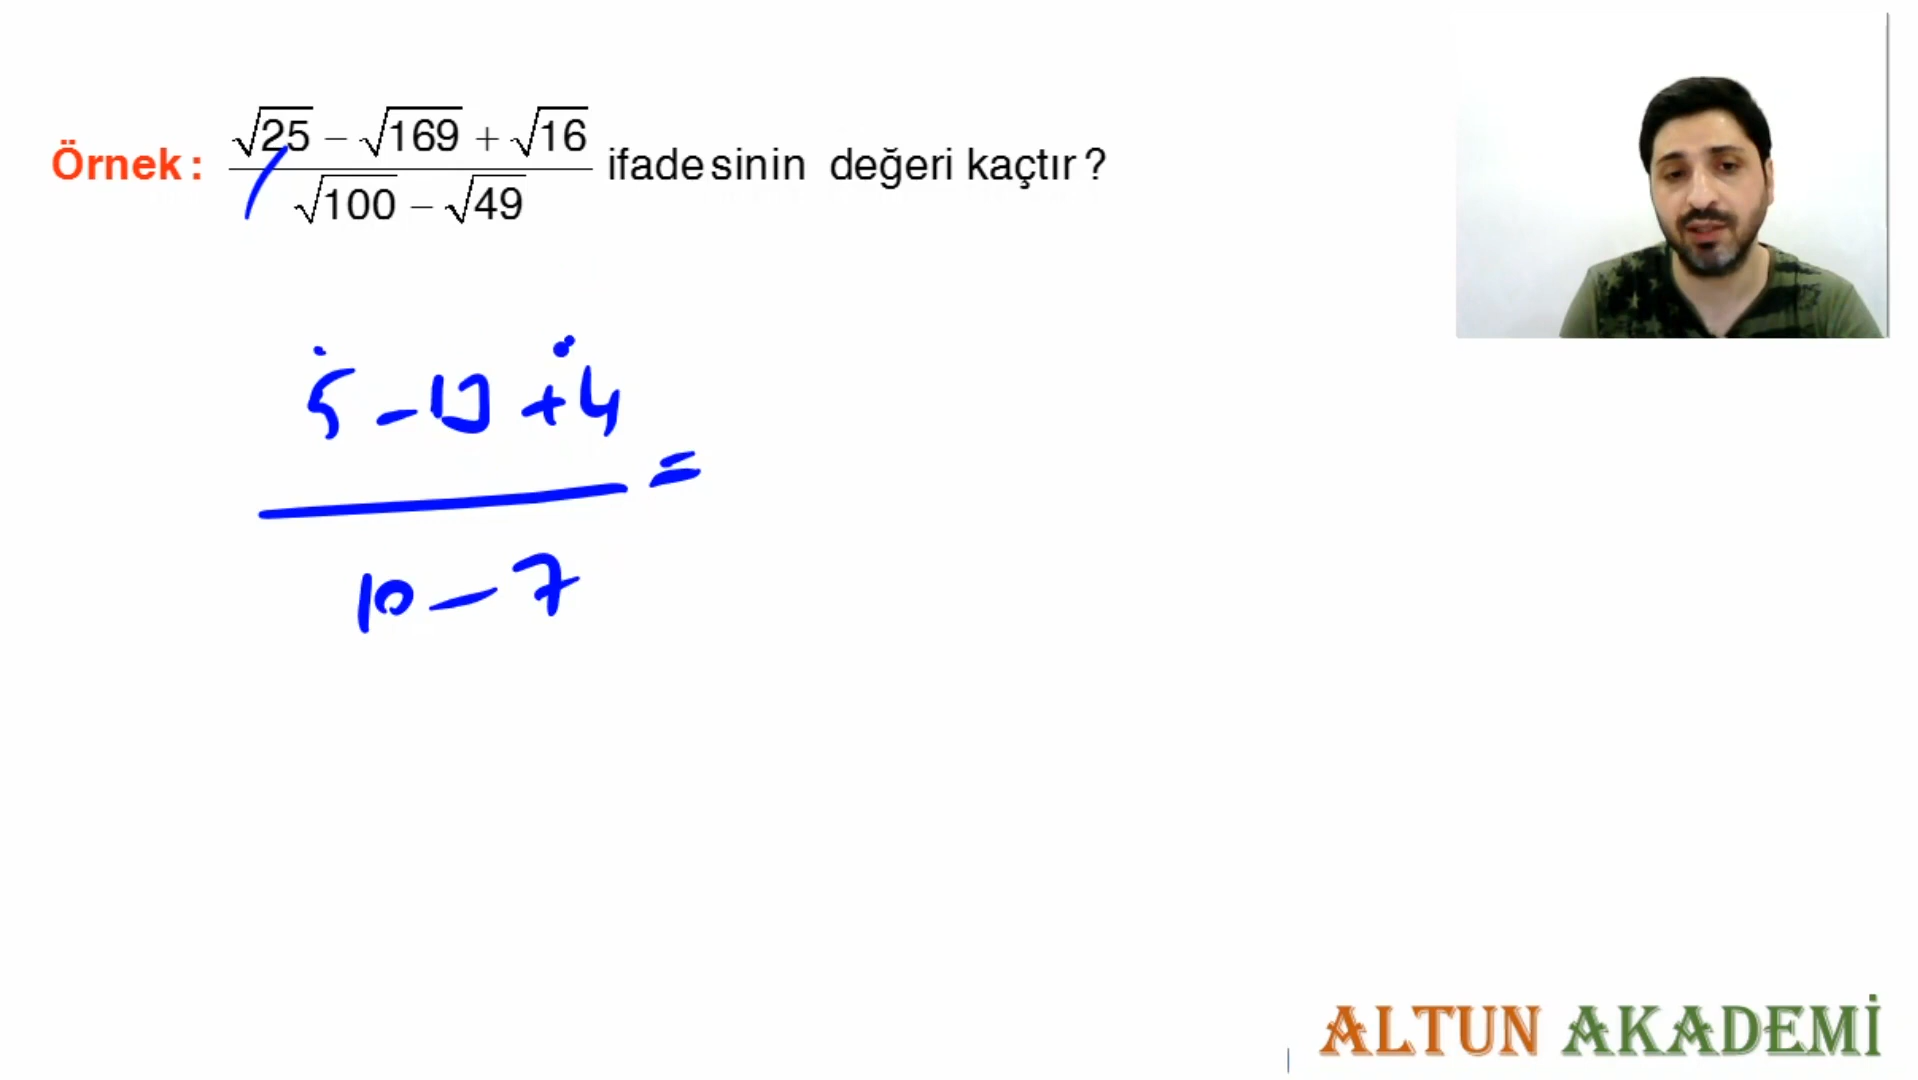 Örnek: (√25 − √169 + √16) / (√100 − √49) ifadesinin değeri kaçtır?
5 - 13 + 4
=
10 - 7
ALTUN AKADEMİ